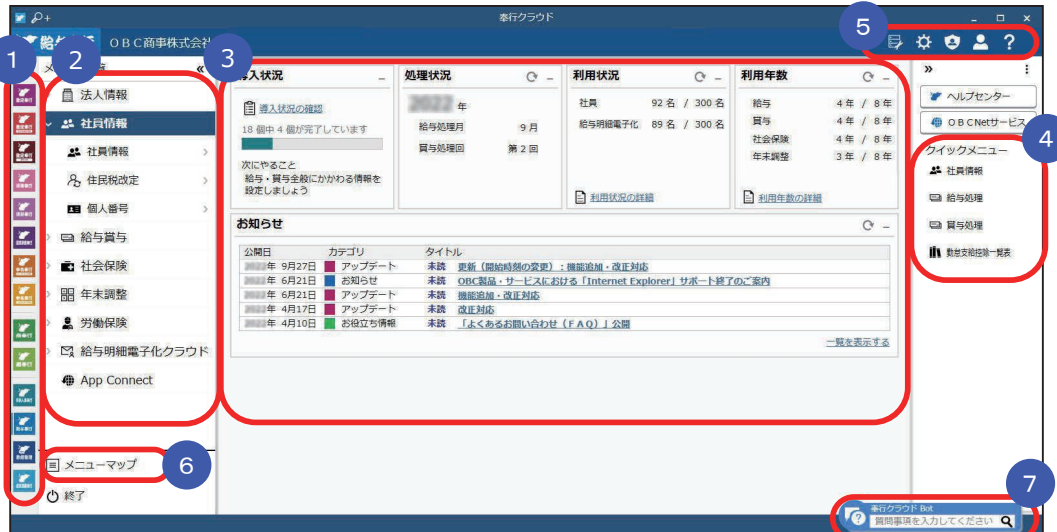 奉行クラウド
ＯＢＣ商事株式会社
5
1
2
3
«
法人情報
社員情報
社員情報
住民税改定
個人番号
給与賞与
社会保険
年末調整
労働保険
給与明細電子化クラウド
App Connect
メニューマップ
6
終了
導入状況
導入状況の確認
18 個中 4 個が完了しています
次にやること
給与・賞与全般にかかわる情報を
設定しましょう
処理状況
年
給与処理月 9 月
賞与処理回 第 2 回
利用状況
社員 92 名 / 300 名
給与明細電子化 89 名 / 300 名
利用状況の詳細
利用年数
給与 4 年 / 8 年
賞与 4 年 / 8 年
社会保険 4 年 / 8 年
年末調整 3 年 / 8 年
利用年数の詳細
お知らせ
公開日 カテゴリ タイトル
年 9月27日 アップデート 未読 更新（開始時刻の変更）：機能追加・改正対応
年 6月21日 お知らせ 未読 OBC製品・サービスにおける「Internet Explorer」サポート終了のご案内
年 6月21日 アップデート 未読 機能追加・改正対応
年 4月17日 アップデート 未読 改正対応
年 4月10日 お役立ち情報 未読 「よくあるお問い合わせ（ＦＡＱ）」公開
一覧を表示する
»
ヘルプセンター
ＯＢＣNetサービス
4
クイックメニュー
社員情報
給与処理
賞与処理
勤怠支給控除一覧表
7
奉行クラウド Bot
質問事項を入力してください